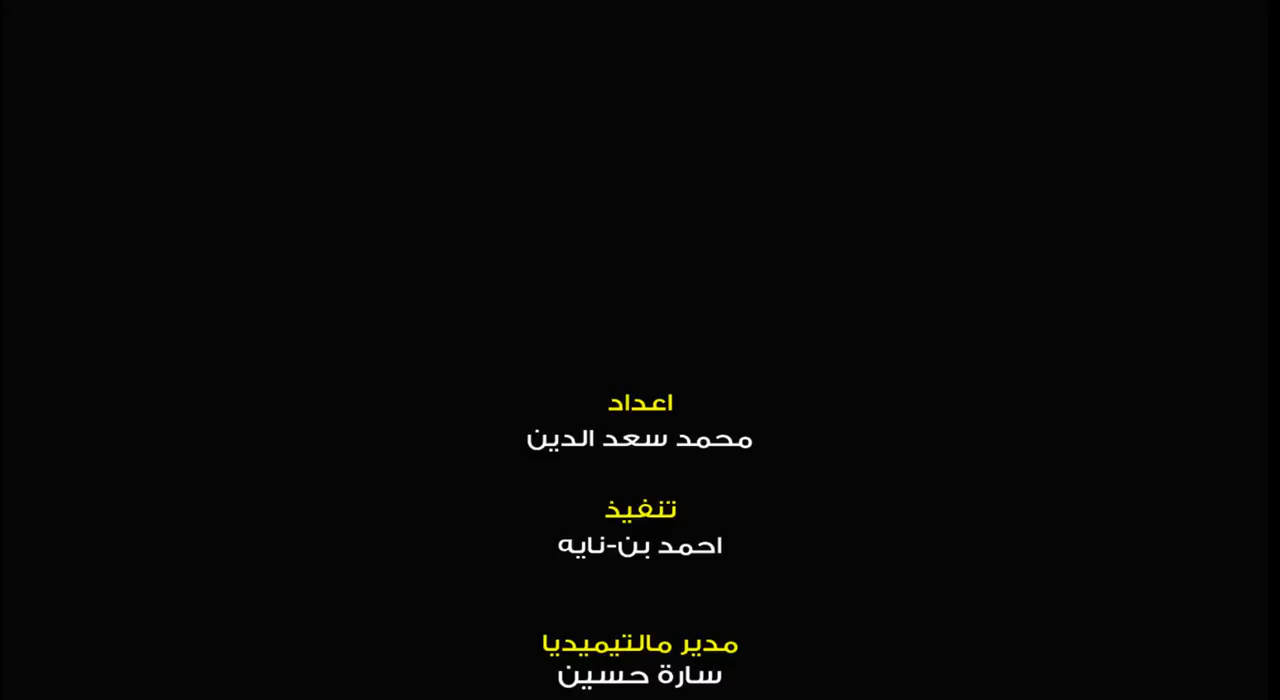 اعداد
محمد سعد الدين
تنفيذ
احمد بن-نايه
مدير مالتيميديا
سارة حسين